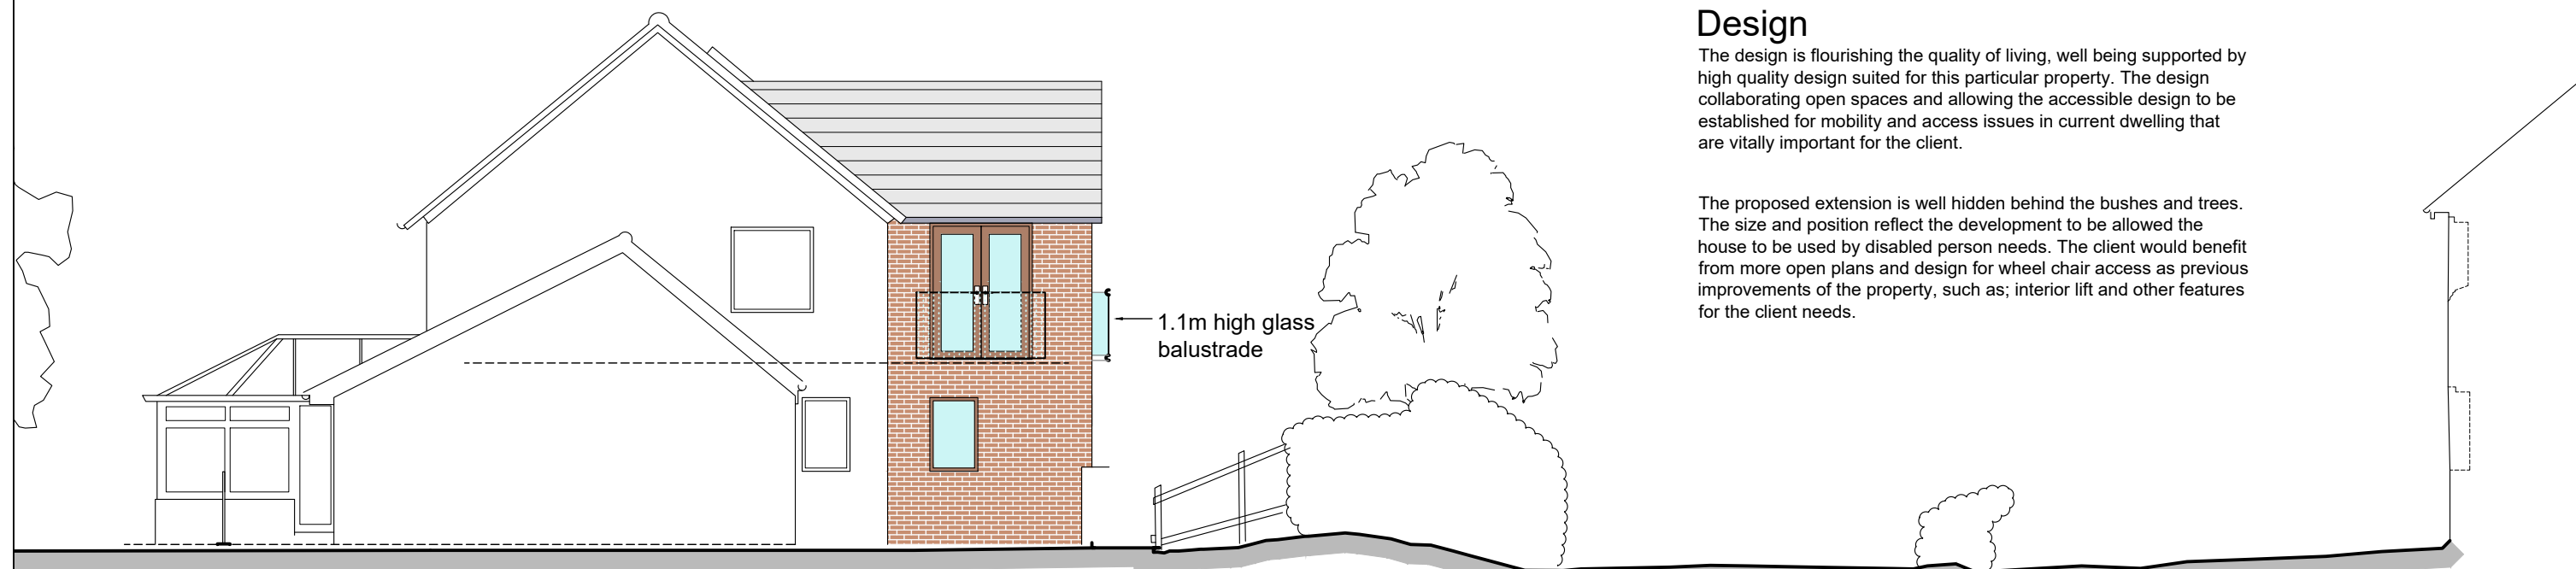 Design
The design is flourishing the quality of living, well being supported by
high quality design suited for this particular property. The design
collaborating open spaces and allowing the accessible design to be
established for mobility and access issues in current dwelling that
are vitally important for the client.
The proposed extension is well hidden behind the bushes and trees.
The size and position reflect the development to be allowed the
house to be used by disabled person needs. The client would benefit
from more open plans and design for wheel chair access as previous
improvements of the property, such as; interior lift and other features
for the client needs.
1.1m high glass
balustrade